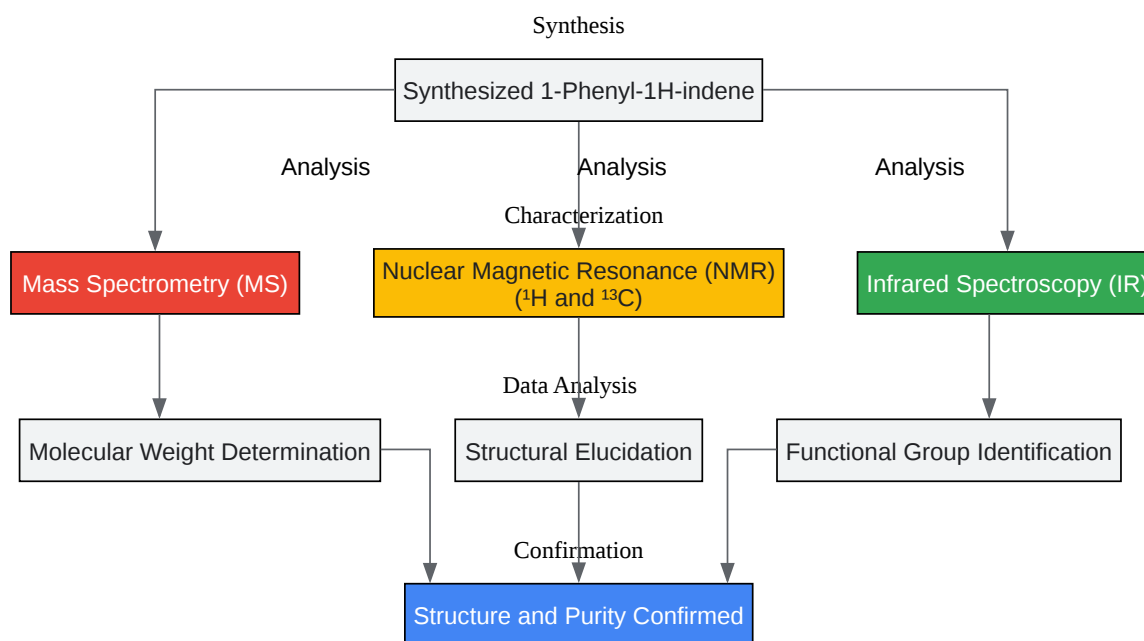 Synthesis
Synthesized 1-Phenyl-1H-indene
Analysis
Analysis
Analysis
Characterization
Mass Spectrometry (MS)
Nuclear Magnetic Resonance (NMR)
(¹H and ¹³C)
Infrared Spectroscopy (IR)
Data Analysis
Molecular Weight Determination
Structural Elucidation
Functional Group Identification
Confirmation
Structure and Purity Confirmed